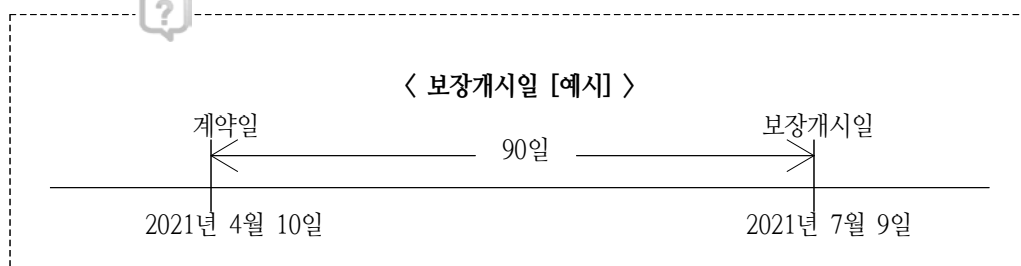 ?
< 보장개시일 [예시] >
계약일 보장개시일
90일
2021년 4월 10일 2021년 7월 9일